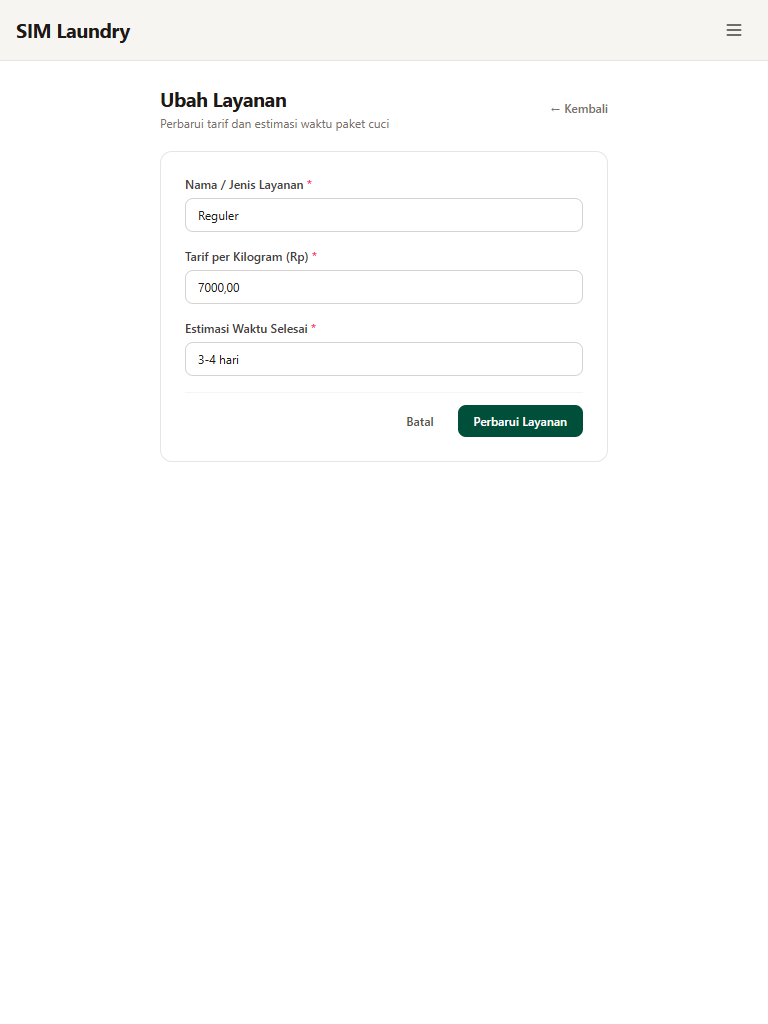 SIM Laundry
Ubah Layanan
Perbarui tarif dan estimasi waktu paket cuci
← Kembali
Nama / Jenis Layanan *
Reguler
Tarif per Kilogram (Rp) *
7000,00
Estimasi Waktu Selesai *
3-4 hari
Batal
Perbarui Layanan